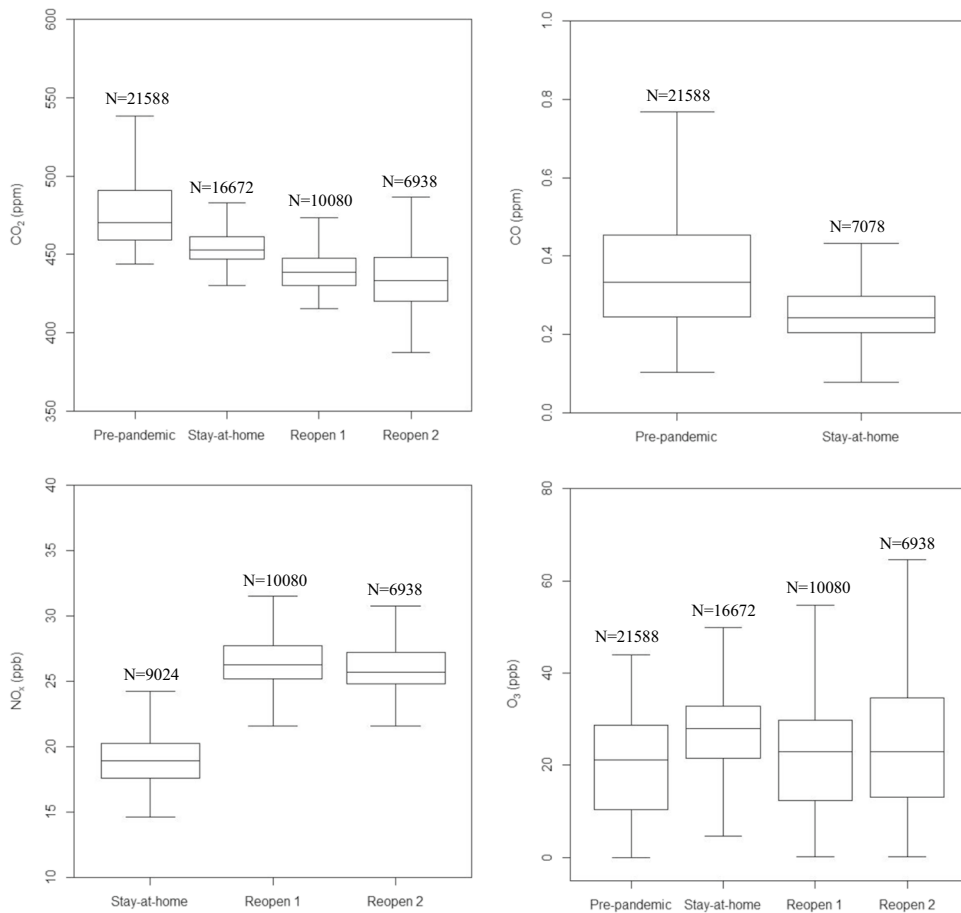 600
550
500
450
400
350
CO₂ (ppm)
N=21588
N=16672
N=10080
N=6938
Pre-pandemic Stay-at-home Reopen 1 Reopen 2
1.0
0.8
0.6
0.4
0.2
0.0
CO (ppm)
N=21588
N=7078
Pre-pandemic Stay-at-home
40
35
30
25
20
15
10
NOₓ (ppb)
N=9024
N=10080
N=6938
Stay-at-home Reopen 1 Reopen 2
80
60
40
20
0
O₃ (ppb)
N=21588
N=16672
N=10080
N=6938
Pre-pandemic Stay-at-home Reopen 1 Reopen 2